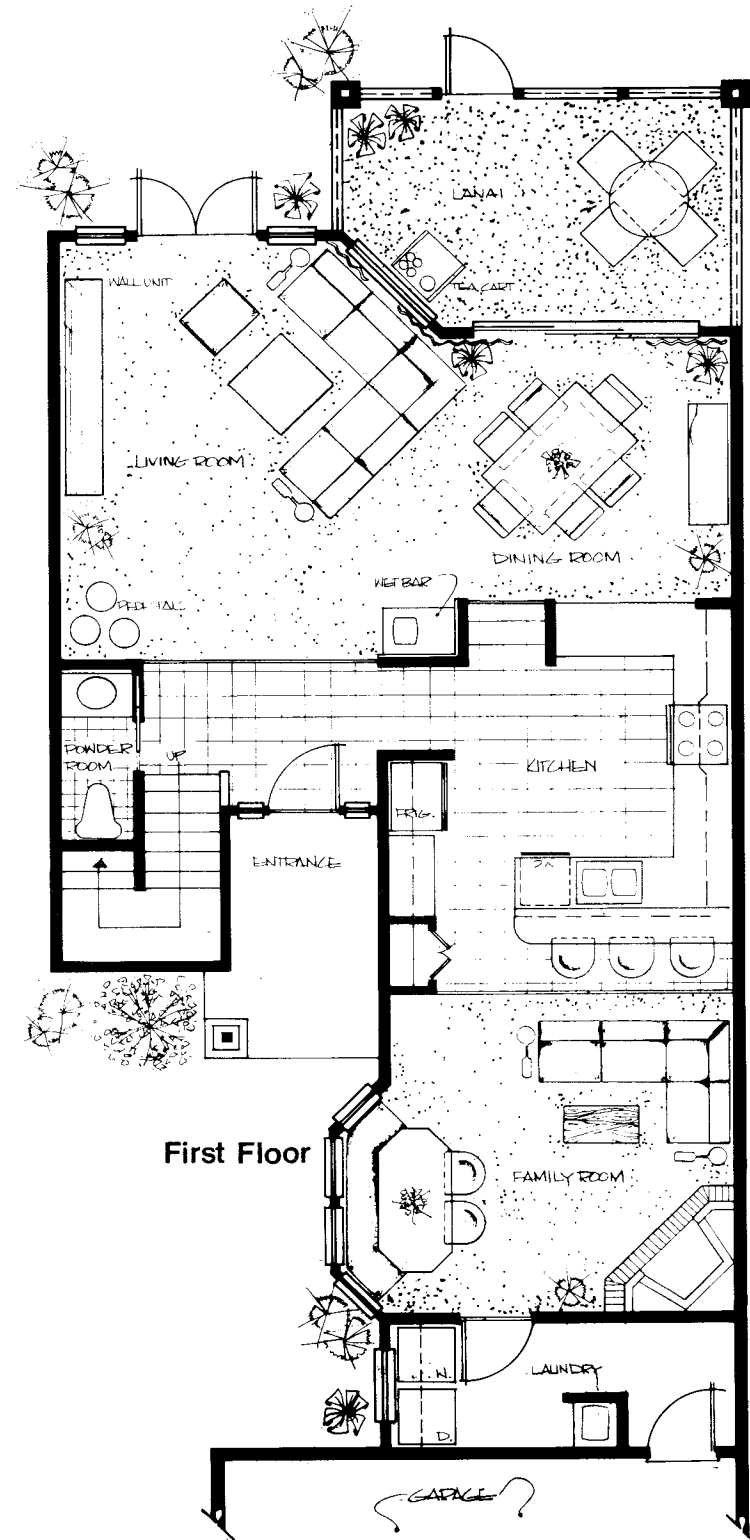 LANAI
WALL UNIT
TEA CART
LIVING ROOM
DINING ROOM
WET BAR
POWDER
ROOM
UP
KITCHEN
FRIG.
ENTRANCE
First Floor
FAMILY ROOM
W.
LAUNDRY
D.
GARAGE